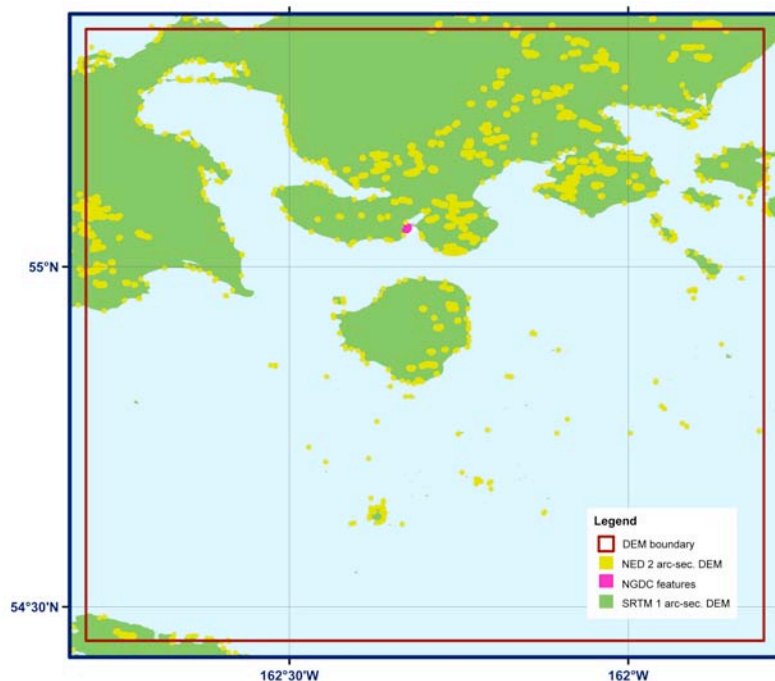 55°N
Legend
DEM boundary
NED 2 arc-sec. DEM
NGDC features
SRTM 1 arc-sec. DEM
54°30'N
162°30'W
162°W